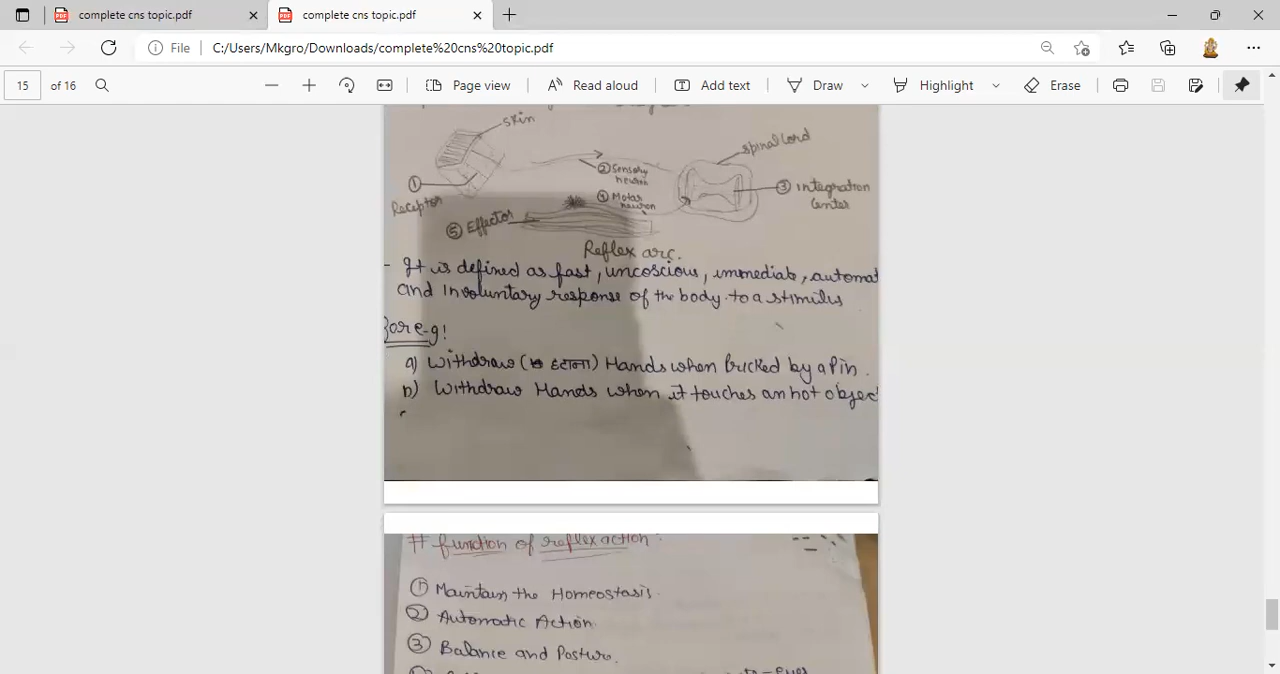 complete cns topic.pdf
complete cns topic.pdf
File
C:/Users/Mkgro/Downloads/complete%20cns%20topic.pdf
15 of 16
Page view
Read aloud
Add text
Draw
Highlight
Erase
skin
spinal cord
② Sensory neuron
① Receptor
④ Motor neuron
③ Integration Center
⑤ Effector
Reflex arc.
- It is defined as fast, uncoscious, immediate, automat
and involuntary response of the body to a stimulus
For e-g!
a) Withdraw ( हटाना) Hands when Pricked by a Pin.
b) Withdraw Hands when it touches an hot objec
# function of reflex action :
① Maintain the Homeostasis.
② Automatic Action.
③ Balance and Posture.